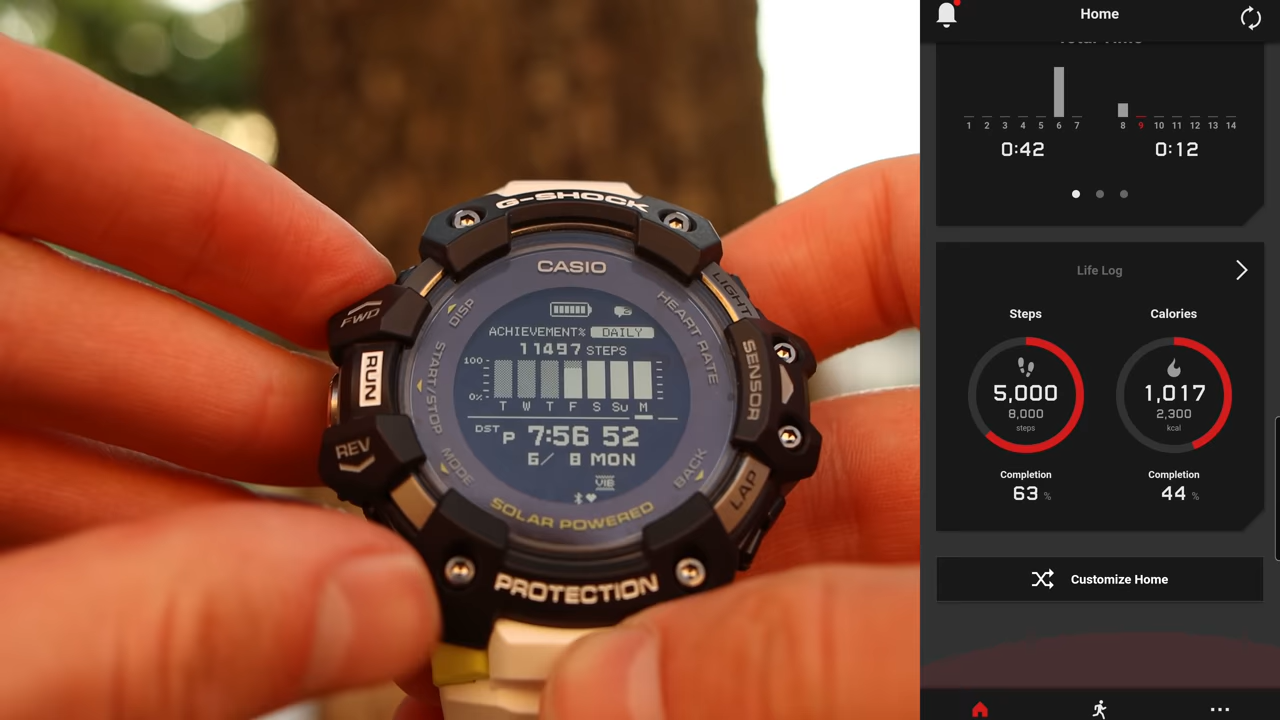 G-SHOCK
CASIO
DISP
LIGHT
FWD
HEART RATE
ACHIEVEMENT% DAILY
11497 STEPS
RUN
START/STOP
SENSOR
100
0%
T W T F S Su M
DST P 7:56 52
6/ 8 MON
REV
MODE
BACK
LAP
VIB
SOLAR POWERED
PROTECTION
Home
Total Time
1 2 3 4 5 6 7 8 9 10 11 12 13 14
0:42 0:12
Life Log
Steps Calories
5,000 1,017
8,000 2,300
steps kcal
Completion Completion
63 % 44 %
Customize Home